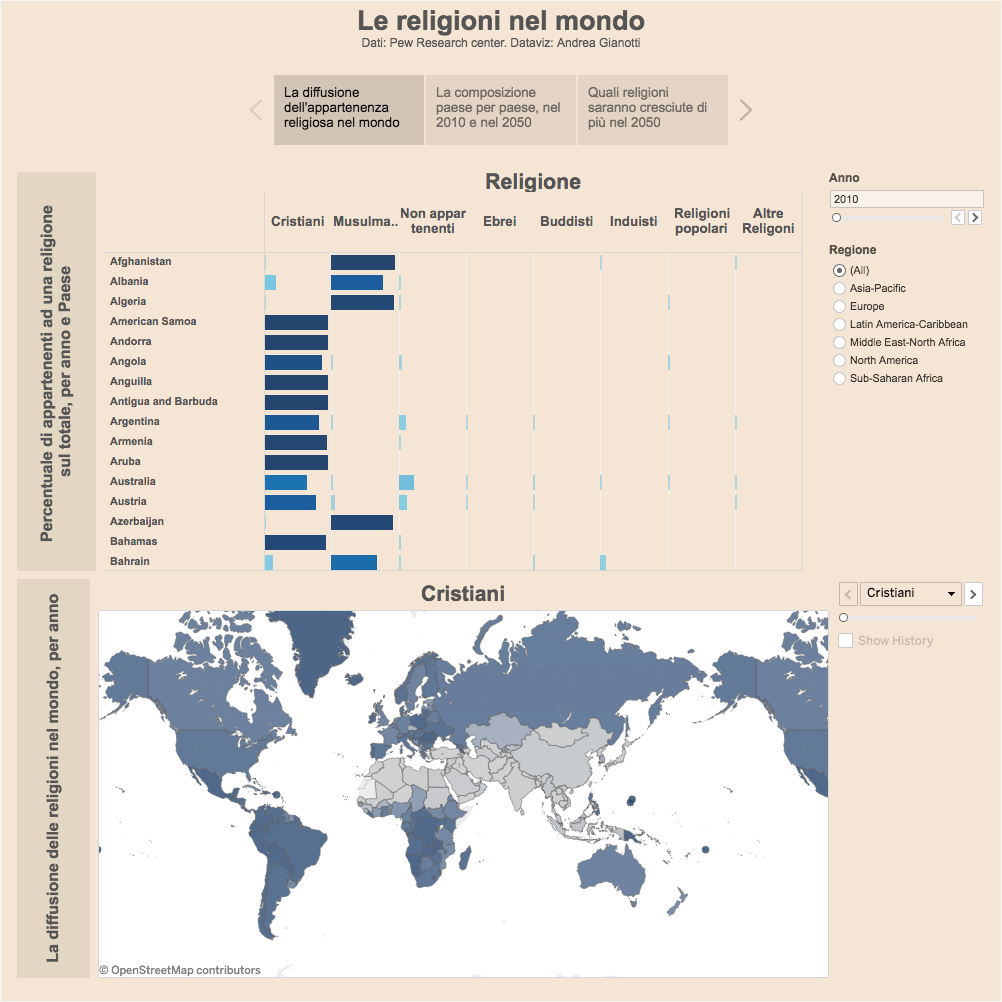 Le religioni nel mondo
Dati: Pew Research center. Dataviz: Andrea Gianotti
La diffusione
dell'appartenenza
religiosa nel mondo
La composizione
paese per paese, nel
2010 e nel 2050
Quali religioni
saranno cresciute di
più nel 2050
Percentuale di appartenenti ad una religione
sul totale, per anno e Paese
Religione
Cristiani
Musulma..
Non appar
tenenti
Ebrei
Buddisti
Induisti
Religioni
popolari
Altre
Religoni
Afghanistan
Albania
Algeria
American Samoa
Andorra
Angola
Anguilla
Antigua and Barbuda
Argentina
Armenia
Aruba
Australia
Austria
Azerbaijan
Bahamas
Bahrain
Anno
2010
Regione
(All)
Asia-Pacific
Europe
Latin America-Caribbean
Middle East-North Africa
North America
Sub-Saharan Africa
La diffusione delle religioni nel mondo, per anno
Cristiani
© OpenStreetMap contributors
Cristiani
Show History